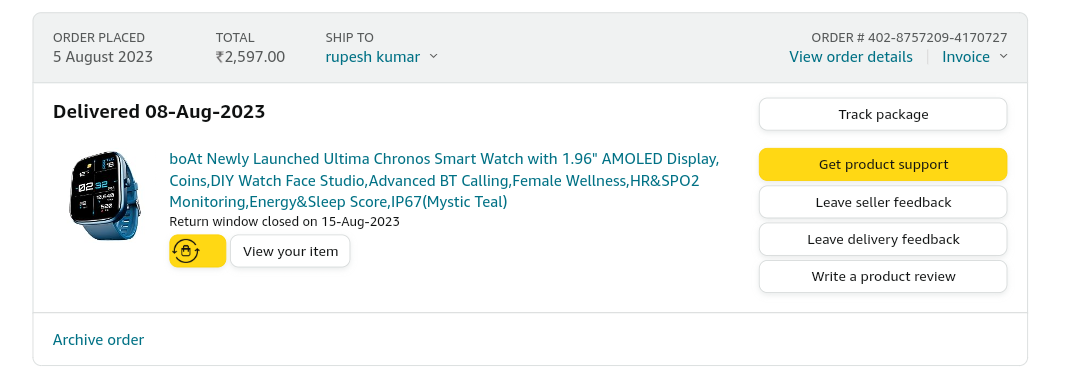 ORDER PLACED
5 August 2023
TOTAL
₹2,597.00
SHIP TO
rupesh kumar
ORDER # 402-8757209-4170727
View order details
Invoice
Delivered 08-Aug-2023
boAt Newly Launched Ultima Chronos Smart Watch with 1.96" AMOLED Display,
Coins,DIY Watch Face Studio,Advanced BT Calling,Female Wellness,HR&SPO2
Monitoring,Energy&Sleep Score,IP67(Mystic Teal)
Return window closed on 15-Aug-2023
View your item
Track package
Get product support
Leave seller feedback
Leave delivery feedback
Write a product review
Archive order